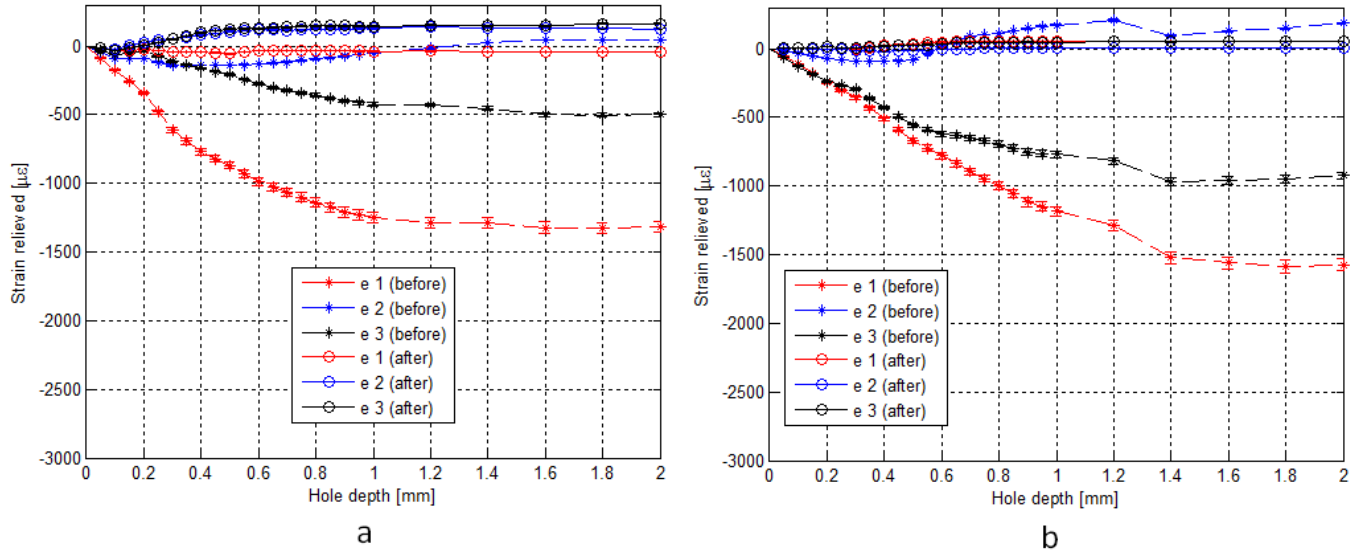 0
-500
-1000
-1500
-2000
-2500
-3000
Strain relieved [με]
e 1 (before)
e 2 (before)
e 3 (before)
e 1 (after)
e 2 (after)
e 3 (after)
0 0.2 0.4 0.6 0.8 1 1.2 1.4 1.6 1.8 2
Hole depth [mm]
a
0
-500
-1000
-1500
-2000
-2500
-3000
Strain relieved [με]
e 1 (before)
e 2 (before)
e 3 (before)
e 1 (after)
e 2 (after)
e 3 (after)
0 0.2 0.4 0.6 0.8 1 1.2 1.4 1.6 1.8 2
Hole depth [mm]
b